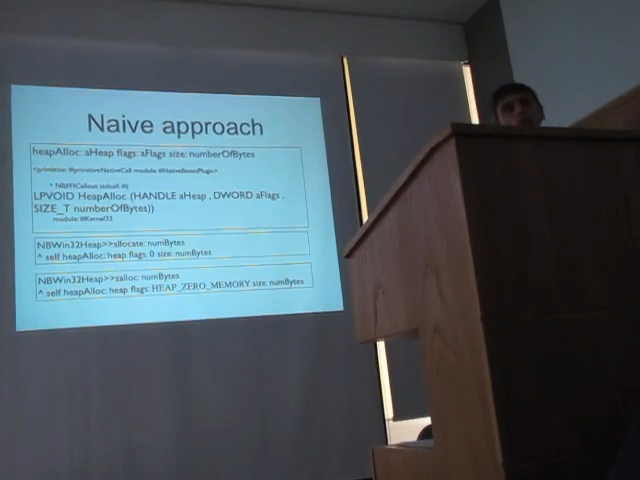 Naive approach
heapAlloc: aHeap flags: aFlags size: numberOfBytes
<primitive: #primitiveNativeCall module: #NativeBoostPlugin>
^ NBFFICallout stdcall: #(
LPVOID HeapAlloc (HANDLE aHeap , DWORD aFlags ,
SIZE_T numberOfBytes))
module: #Kernel32
NBWin32Heap>>allocate: numBytes
^ self heapAlloc: heap flags: 0 size: numBytes
NBWin32Heap>>zalloc: numBytes
^ self heapAlloc: heap flags: HEAP_ZERO_MEMORY size: numBytes